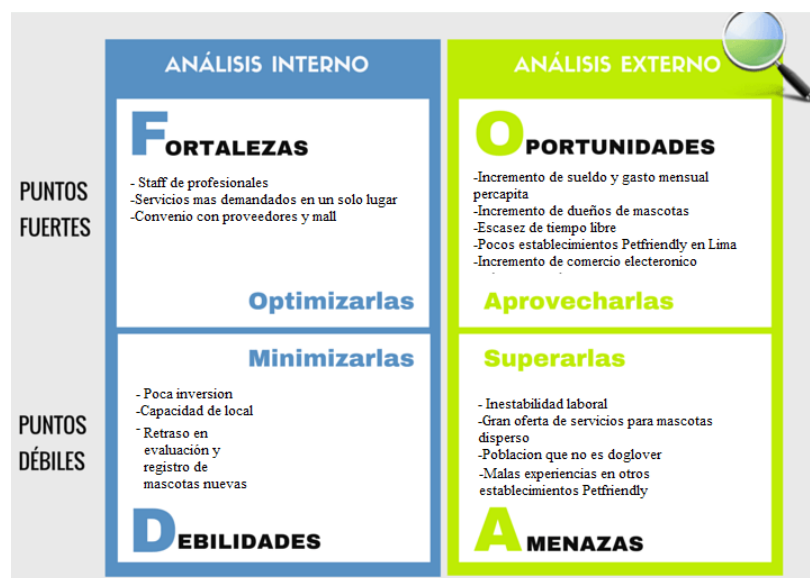 ANÁLISIS INTERNO
ANÁLISIS EXTERNO
PUNTOS
FUERTES
FORTALEZAS
- Staff de profesionales
-Servicios mas demandados en un solo lugar
-Convenio con proveedores y mall
Optimizarlas
OPORTUNIDADES
-Incremento de sueldo y gasto mensual
percapita
-Incremento de dueños de mascotas
-Escasez de tiempo libre
-Pocos establecimientos Petfriendly en Lima
-Incremento de comercio electeronico
Aprovecharlas
PUNTOS
DÉBILES
Minimizarlas
- Poca inversion
-Capacidad de local
- Retraso en
evaluación y
registro de
mascotas nuevas
DEBILIDADES
Superarlas
- Inestabilidad laboral
-Gran oferta de servicios para mascotas
disperso
-Poblacion que no es doglover
-Malas experiencias en otros
establecimientos Petfriendly
AMENAZAS